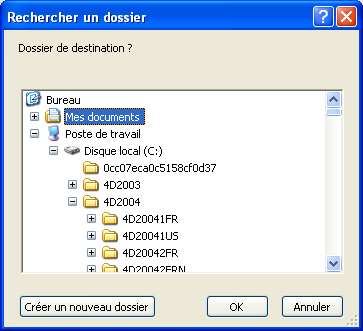 Rechercher un dossier
Dossier de destination ?
Bureau
Mes documents
Poste de travail
Disque local (C:)
0cc07eca0c5158cf0d37
4D2003
4D2004
4D20041FR
4D20041US
4D20042FR
4D20042FRN
Créer un nouveau dossier
OK
Annuler